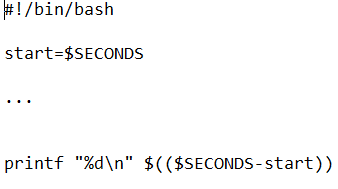 #!/bin/bash
start=$SECONDS
...
printf "%d\n" $(($SECONDS-start))